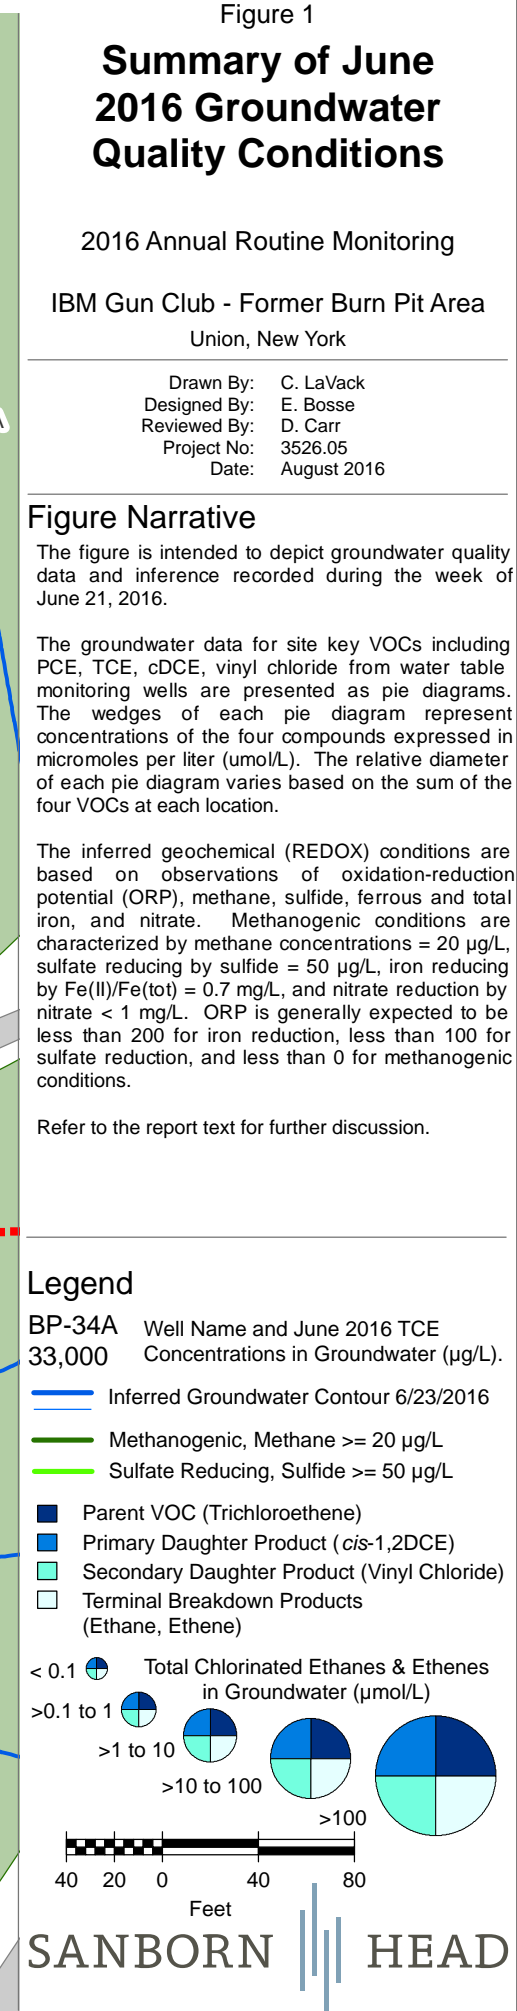 Figure 1
Summary of June
2016 Groundwater
Quality Conditions
2016 Annual Routine Monitoring
IBM Gun Club - Former Burn Pit Area
Union, New York
Drawn By: C. LaVack
Designed By: E. Bosse
Reviewed By: D. Carr
Project No: 3526.05
Date: August 2016
Figure Narrative
The figure is intended to depict groundwater quality
data and inference recorded during the week of
June 21, 2016.
The groundwater data for site key VOCs including
PCE, TCE, cDCE, vinyl chloride from water table
monitoring wells are presented as pie diagrams.
The wedges of each pie diagram represent
concentrations of the four compounds expressed in
micromoles per liter (umol/L). The relative diameter
of each pie diagram varies based on the sum of the
four VOCs at each location.
The inferred geochemical (REDOX) conditions are
based on observations of oxidation-reduction
potential (ORP), methane, sulfide, ferrous and total
iron, and nitrate. Methanogenic conditions are
characterized by methane concentrations = 20 µg/L,
sulfate reducing by sulfide = 50 µg/L, iron reducing
by Fe(II)/Fe(tot) = 0.7 mg/L, and nitrate reduction by
nitrate < 1 mg/L. ORP is generally expected to be
less than 200 for iron reduction, less than 100 for
sulfate reduction, and less than 0 for methanogenic
conditions.
Refer to the report text for further discussion.
Legend
BP-34A Well Name and June 2016 TCE
33,000 Concentrations in Groundwater (µg/L).
Inferred Groundwater Contour 6/23/2016
Methanogenic, Methane >= 20 µg/L
Sulfate Reducing, Sulfide >= 50 µg/L
Parent VOC (Trichloroethene)
Primary Daughter Product (cis-1,2DCE)
Secondary Daughter Product (Vinyl Chloride)
Terminal Breakdown Products
(Ethane, Ethene)
Total Chlorinated Ethanes & Ethenes
in Groundwater (µmol/L)
< 0.1
>0.1 to 1
>1 to 10
>10 to 100
>100
40 20 0 40 80
Feet
SANBORN HEAD